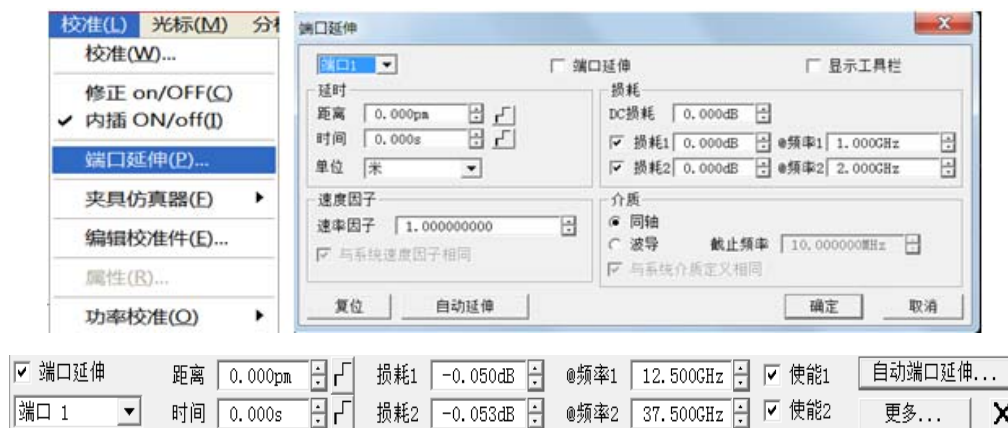 校准(L) 光标(M) 分析
校准(W)...
修正 on/OFF(C)
内插 ON/off(I)
端口延伸(P)...
夹具仿真器(F)
编辑校准件(E)...
属性(R)...
功率校准(O)
端口延伸
端口1 端口延伸 显示工具栏
延时
距离 0.000pm
时间 0.000s
单位 米
损耗
DC损耗 0.000dB
损耗1 0.000dB @频率1 1.000GHz
损耗2 0.000dB @频率2 2.000GHz
速度因子
速率因子 1.000000000
与系统速度因子相同
介质
同轴
波导 截止频率 10.000000MHz
与系统介质定义相同
复位 自动延伸 确定 取消
端口延伸 距离 0.000pm 损耗1 -0.050dB @频率1 12.500GHz 使能1 自动端口延伸...
端口 1 时间 0.000s 损耗2 -0.053dB @频率2 37.500GHz 使能2 更多...